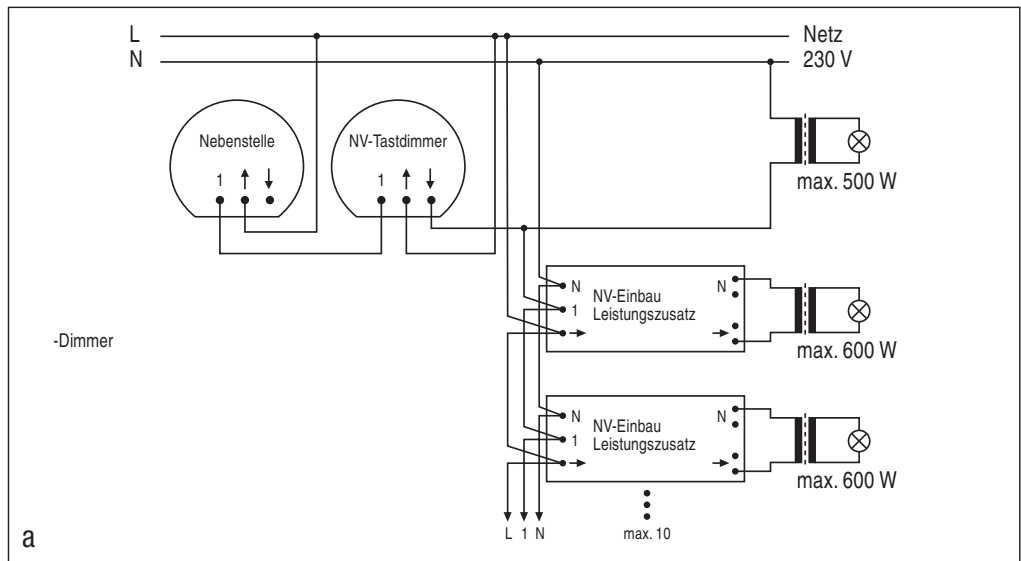 L Netz
N 230 V
Nebenstelle NV-Tastdimmer
1 ↑ ↓ 1 ↑ ↓
max. 500 W
N NV-Einbau N
1 Leistungszusatz
→ →
max. 600 W
-Dimmer
N NV-Einbau N
1 Leistungszusatz
→ →
max. 600 W
L 1 N max. 10
a